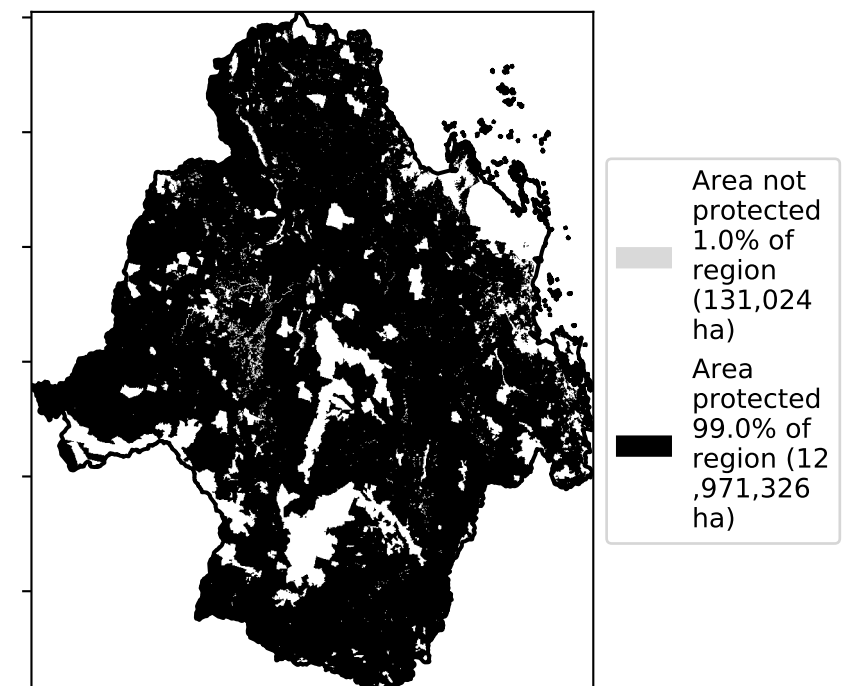 Area not
protected
1.0% of
region
(131,024
ha)
Area
protected
99.0% of
region (12
,971,326
ha)